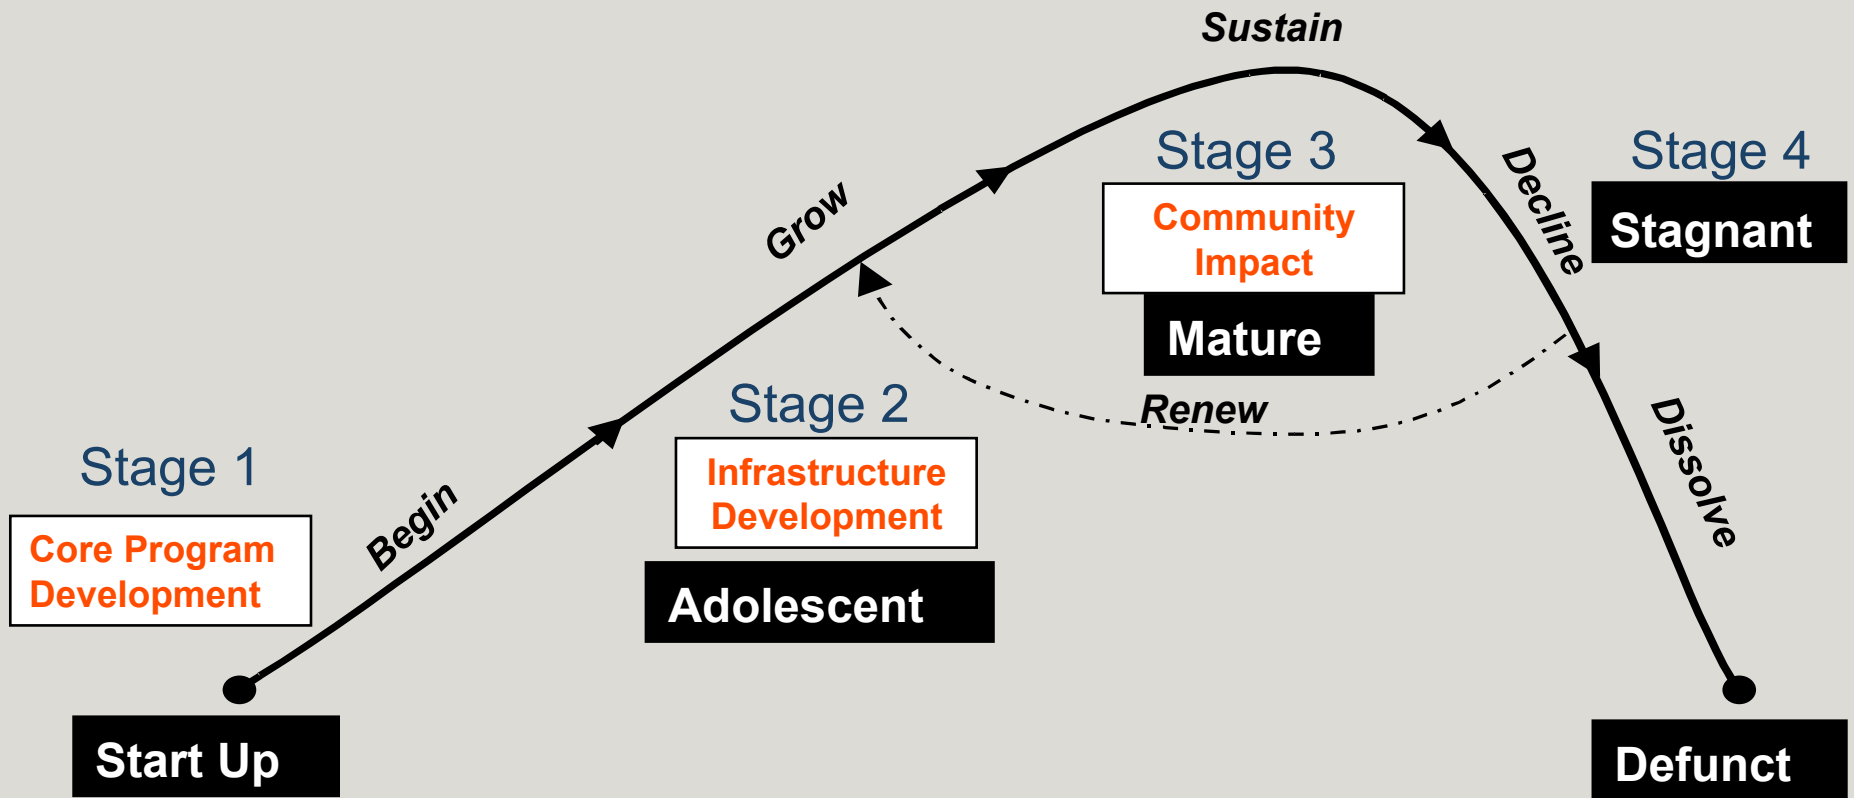 Sustain
Stage 3
Stage 4
Community
Impact
Decline
Stagnant
Grow
Mature
Stage 2
Renew
Dissolve
Stage 1
Infrastructure
Development
Begin
Core Program
Development
Adolescent
Start Up
Defunct